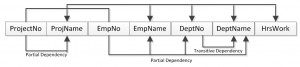 ProjectNo ProjName EmpNo EmpName DeptNo DeptName HrsWork
Transitive Dependency
Partial Dependency
Partial Dependency